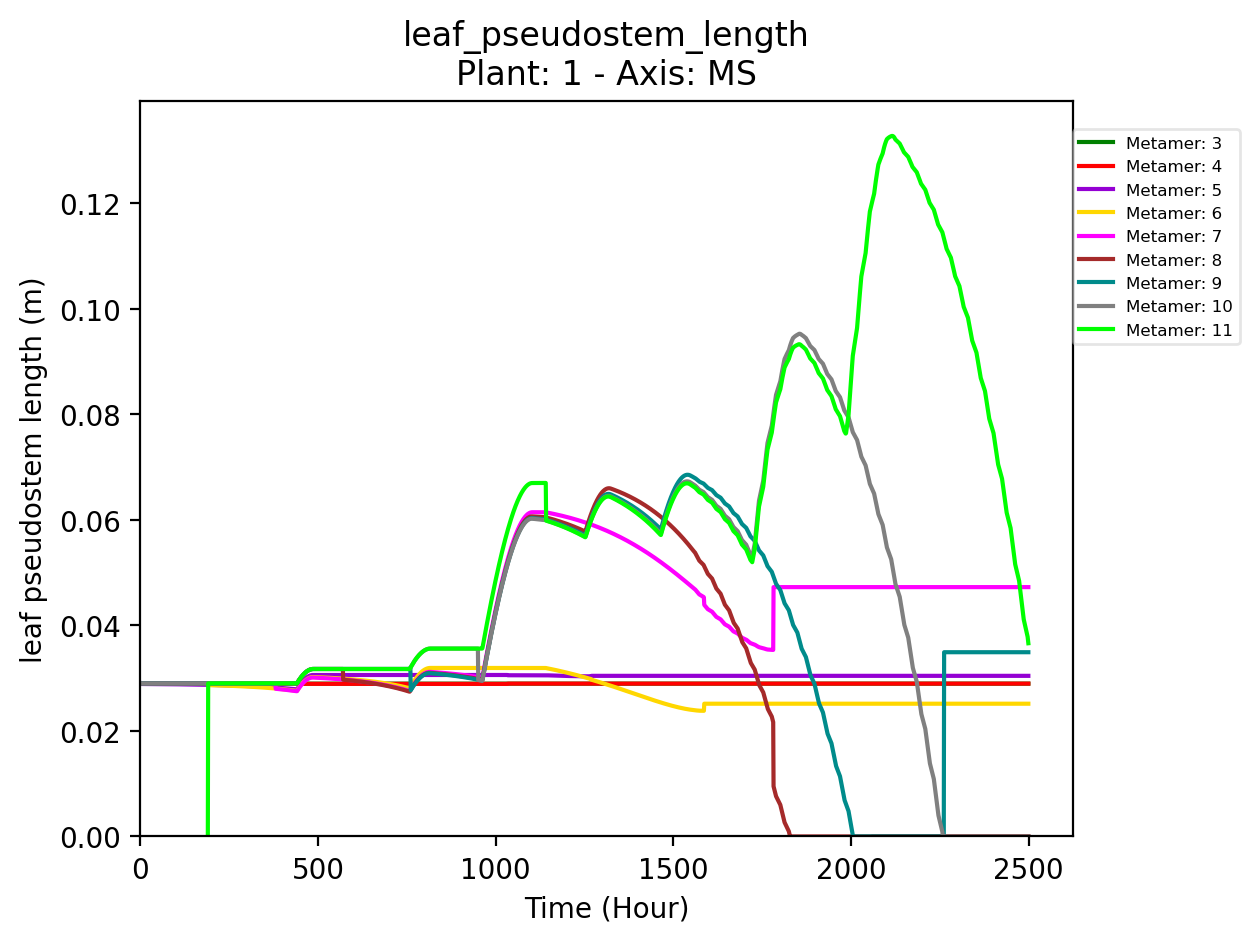 leaf_pseudostem_length
Plant: 1 - Axis: MS
leaf pseudostem length (m)
0.12
0.10
0.08
0.06
0.04
0.02
0.00
0
500
1000
1500
2000
2500
Time (Hour)
Metamer: 3
Metamer: 4
Metamer: 5
Metamer: 6
Metamer: 7
Metamer: 8
Metamer: 9
Metamer: 10
Metamer: 11